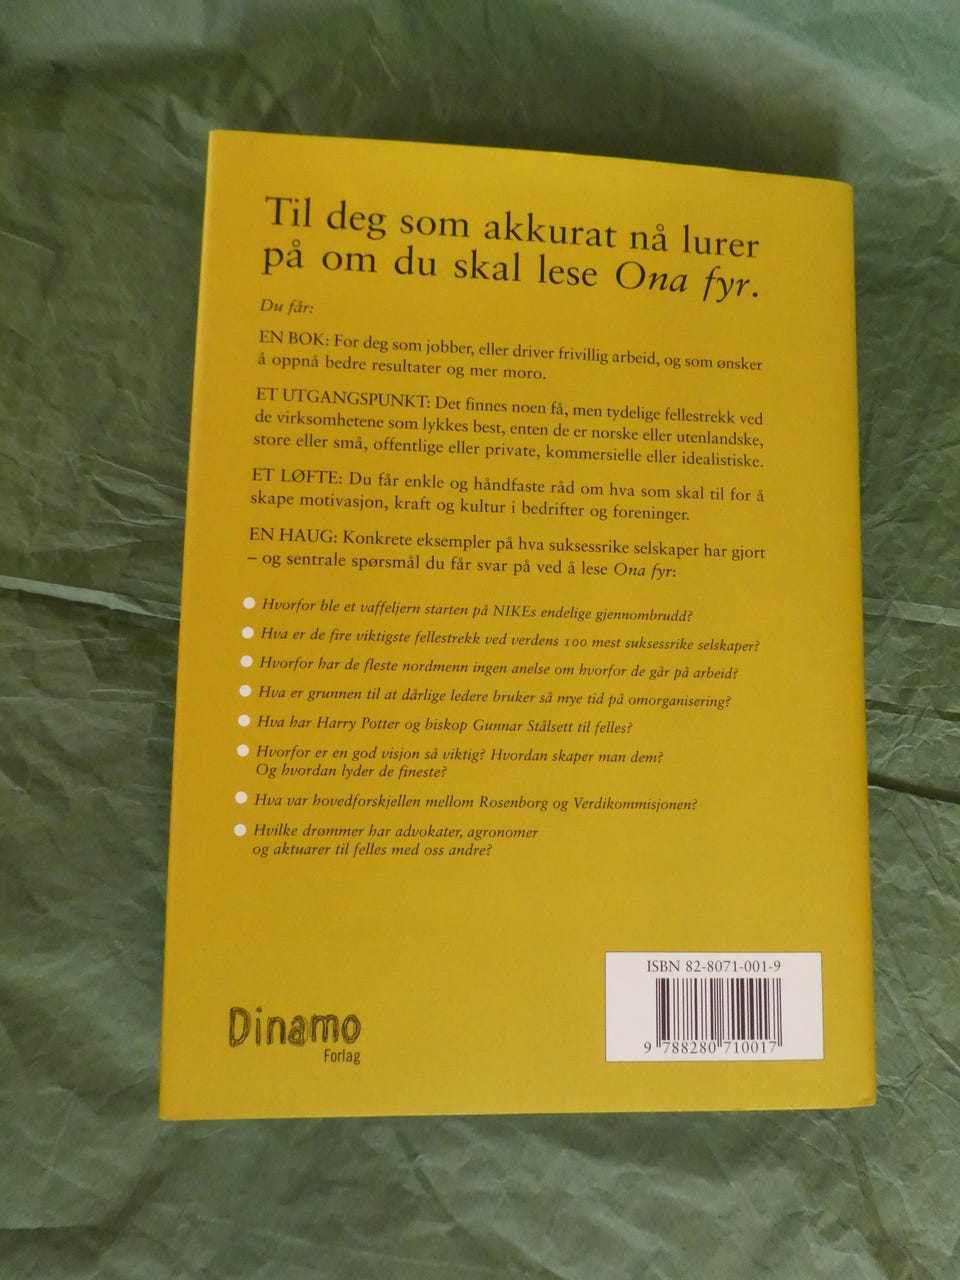 Til deg som akkurat nå lurer
på om du skal lese Ona fyr.
Du får:
EN BOK: For deg som jobber, eller driver frivillig arbeid, og som ønsker
å oppnå bedre resultater og mer moro.
ET UTGANGSPUNKT: Det finnes noen få, men tydelige fellestrekk ved
de virksomhetene som lykkes best, enten de er norske eller utenlandske,
store eller små, offentlige eller private, kommersielle eller idealistiske.
ET LØFTE: Du får enkle og håndfaste råd om hva som skal til for å
skape motivasjon, kraft og kultur i bedrifter og foreninger.
EN HAUG: Konkrete eksempler på hva suksessrike selskaper har gjort
– og sentrale spørsmål du får svar på ved å lese Ona fyr:
● Hvorfor ble et vaffeljern starten på NIKEs endelige gjennombrudd?
● Hva er de fire viktigste fellestrekk ved verdens 100 mest suksessrike selskaper?
● Hvorfor har de fleste nordmenn ingen anelse om hvorfor de går på arbeid?
● Hva er grunnen til at dårlige ledere bruker så mye tid på omorganisering?
● Hva har Harry Potter og biskop Gunnar Stålsett til felles?
● Hvorfor er en god visjon så viktig? Hvordan skaper man dem?
Og hvordan lyder de fineste?
● Hva var hovedforskjellen mellom Rosenborg og Verdikommisjonen?
● Hvilke drømmer har advokater, agronomer
og aktuarer til felles med oss andre?
ISBN 82-8071-001-9
9 788280 710017
Dinamo
Forlag